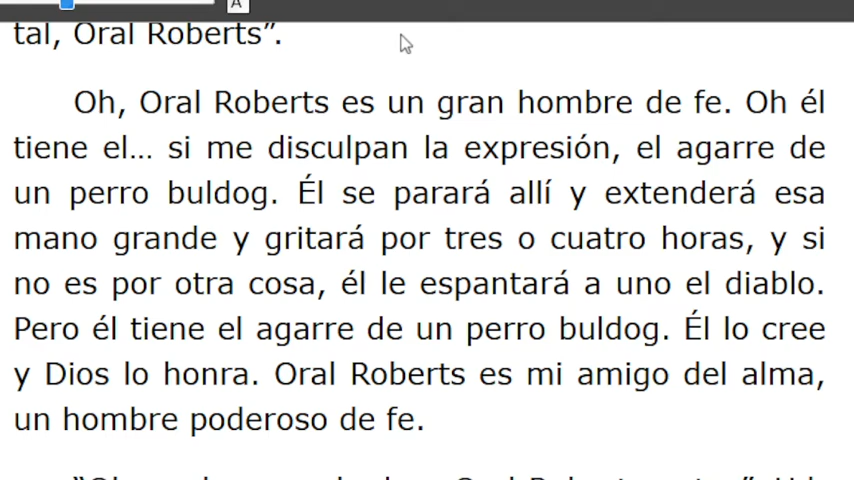 A
tal, Oral Roberts”.
Oh, Oral Roberts es un gran hombre de fe. Oh él
tiene el... si me disculpan la expresión, el agarre de
un perro buldog. Él se parará allí y extenderá esa
mano grande y gritará por tres o cuatro horas, y si
no es por otra cosa, él le espantará a uno el diablo.
Pero él tiene el agarre de un perro buldog. Él lo cree
y Dios lo honra. Oral Roberts es mi amigo del alma,
un hombre poderoso de fe.